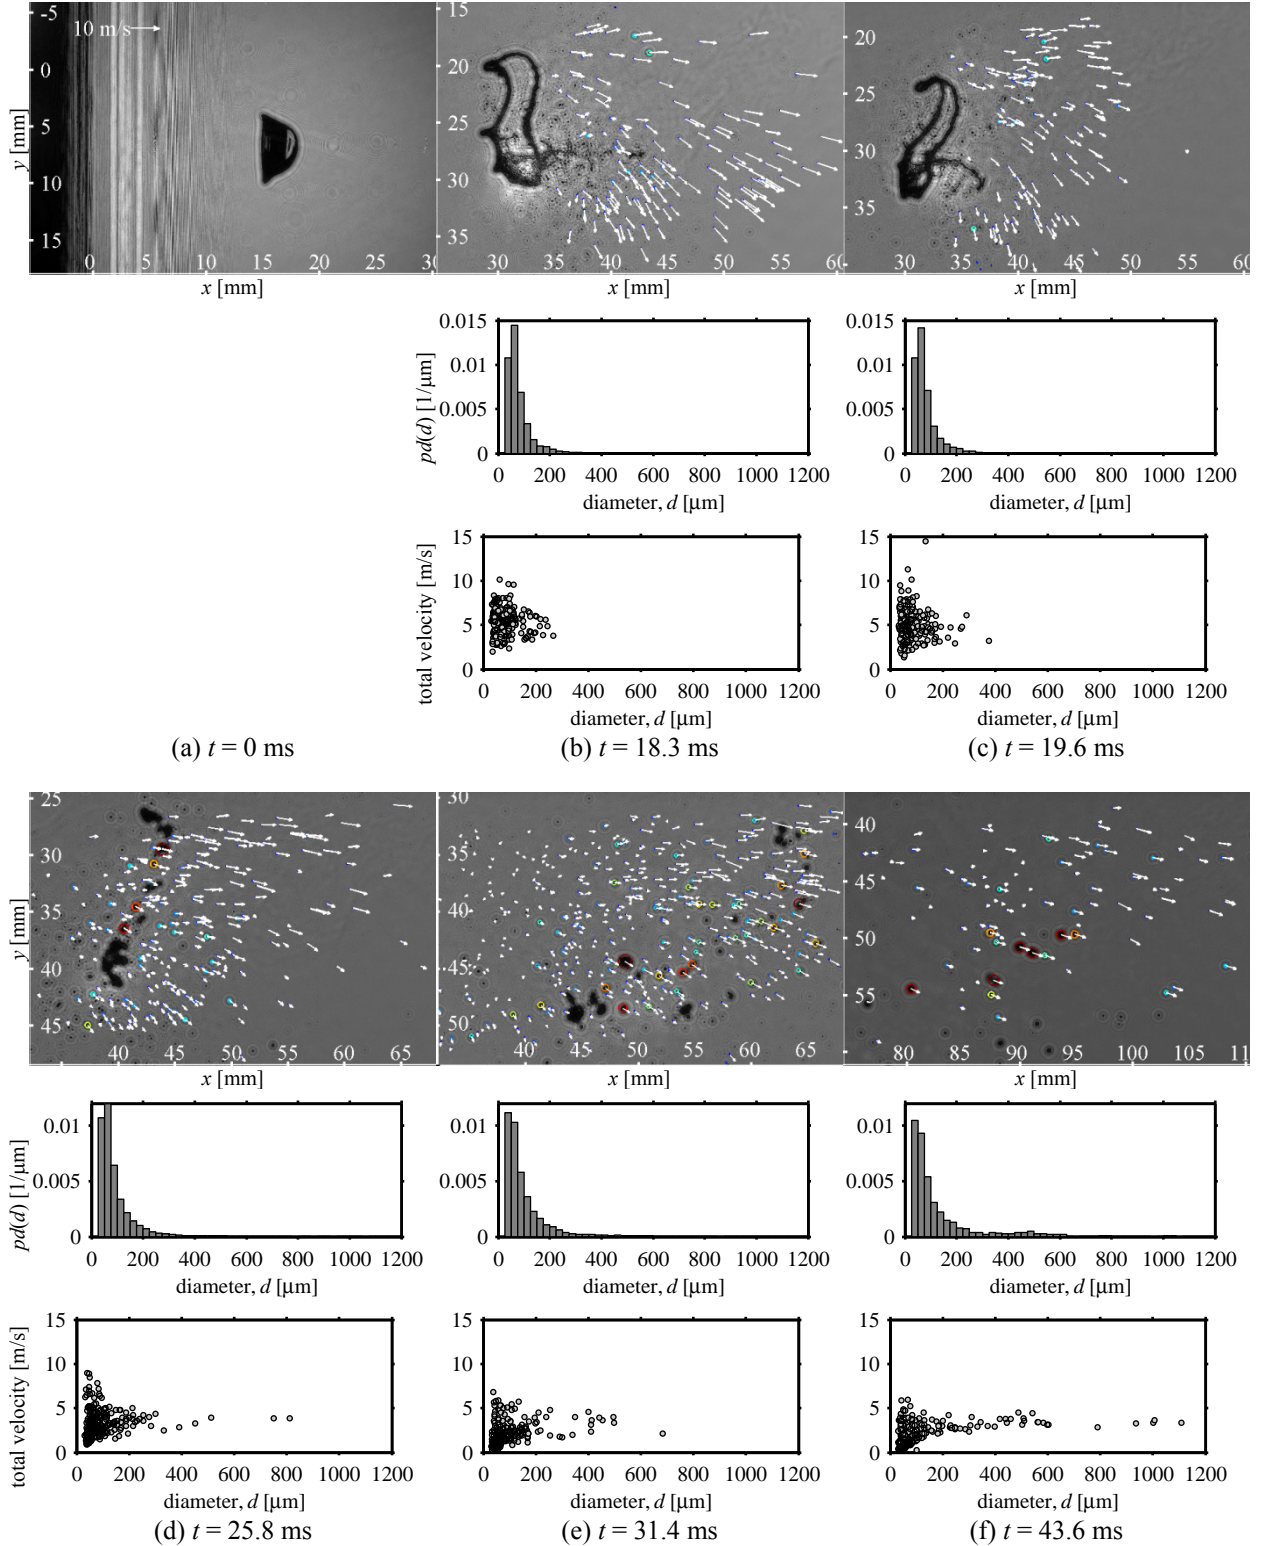 -5
0
5
10
15
y [mm]
10 m/s
0
5
10
15
20
25
30
x [mm]
15
20
25
30
35
30
35
40
45
50
55
60
x [mm]
20
25
30
35
30
35
40
45
50
55
60
x [mm]
0.015
0.01
0.005
0
pd(d) [1/μm]
0 200 400 600 800 1000 1200
diameter, d [μm]
0.015
0.01
0.005
0
0 200 400 600 800 1000 1200
diameter, d [μm]
15
10
5
0
total velocity [m/s]
0 200 400 600 800 1000 1200
diameter, d [μm]
15
10
5
0
0 200 400 600 800 1000 1200
diameter, d [μm]
(a) t = 0 ms
(b) t = 18.3 ms
(c) t = 19.6 ms
25
30
35
40
45
y [mm]
40 45 50 55 60 65
x [mm]
30
35
40
45
50
40 45 50 55 60 65
x [mm]
40
45
50
55
80 85 90 95 100 105 11
x [mm]
0.01
0.005
0
pd(d) [1/μm]
0 200 400 600 800 1000 1200
diameter, d [μm]
0.01
0.005
0
0 200 400 600 800 1000 1200
diameter, d [μm]
0.01
0.005
0
0 200 400 600 800 1000 1200
diameter, d [μm]
15
10
5
0
total velocity [m/s]
0 200 400 600 800 1000 1200
diameter, d [μm]
15
10
5
0
0 200 400 600 800 1000 1200
diameter, d [μm]
15
10
5
0
0 200 400 600 800 1000 1200
diameter, d [μm]
(d) t = 25.8 ms
(e) t = 31.4 ms
(f) t = 43.6 ms